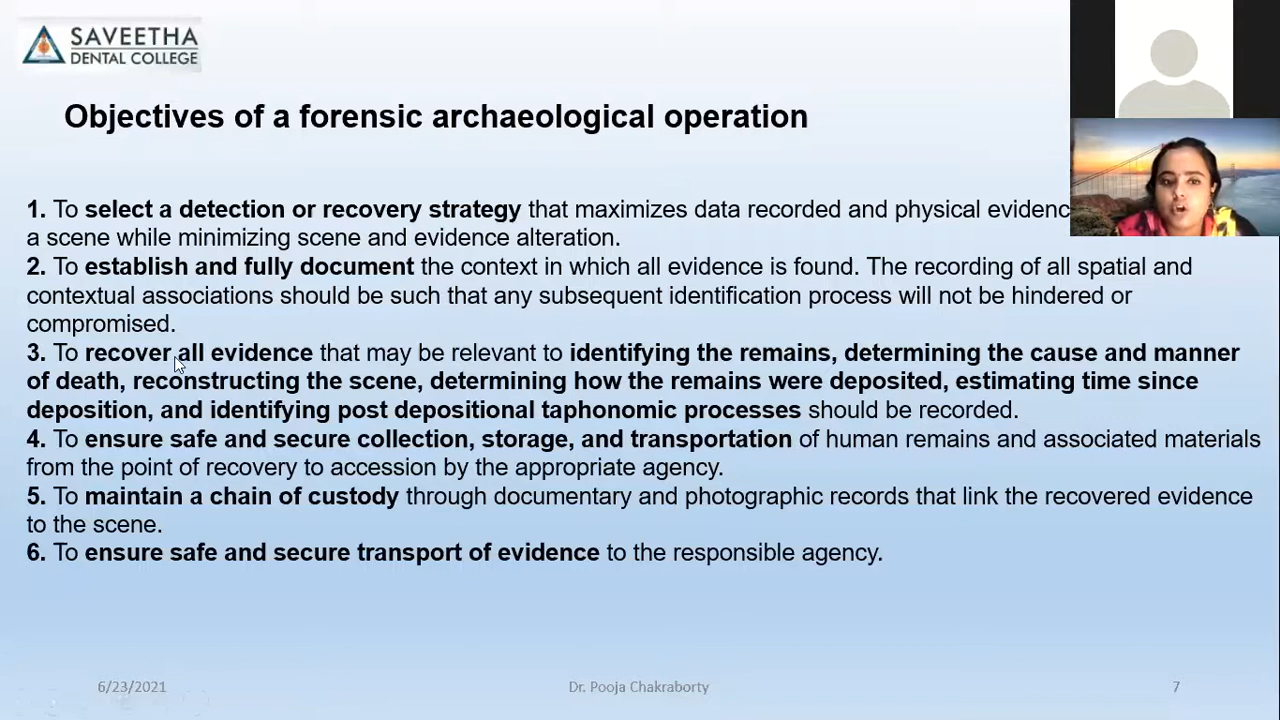 SAVEETHA
DENTAL COLLEGE
Objectives of a forensic archaeological operation
1. To select a detection or recovery strategy that maximizes data recorded and physical
a scene while minimizing scene and evidence alteration.
2. To establish and fully document the context in which all evidence is found. The recording of all spatial and
contextual associations should be such that any subsequent identification process will not be hindered or
compromised.
3. To recover all evidence that may be relevant to identifying the remains, determining the cause and manner
of death, reconstructing the scene, determining how the remains were deposited, estimating time since
deposition, and identifying post depositional taphonomic processes should be recorded.
4. To ensure safe and secure collection, storage, and transportation of human remains and associated materials
from the point of recovery to accession by the appropriate agency.
5. To maintain a chain of custody through documentary and photographic records that link the recovered evidence
to the scene.
6. To ensure safe and secure transport of evidence to the responsible agency.
6/23/2021
Dr. Pooja Chakraborty
7